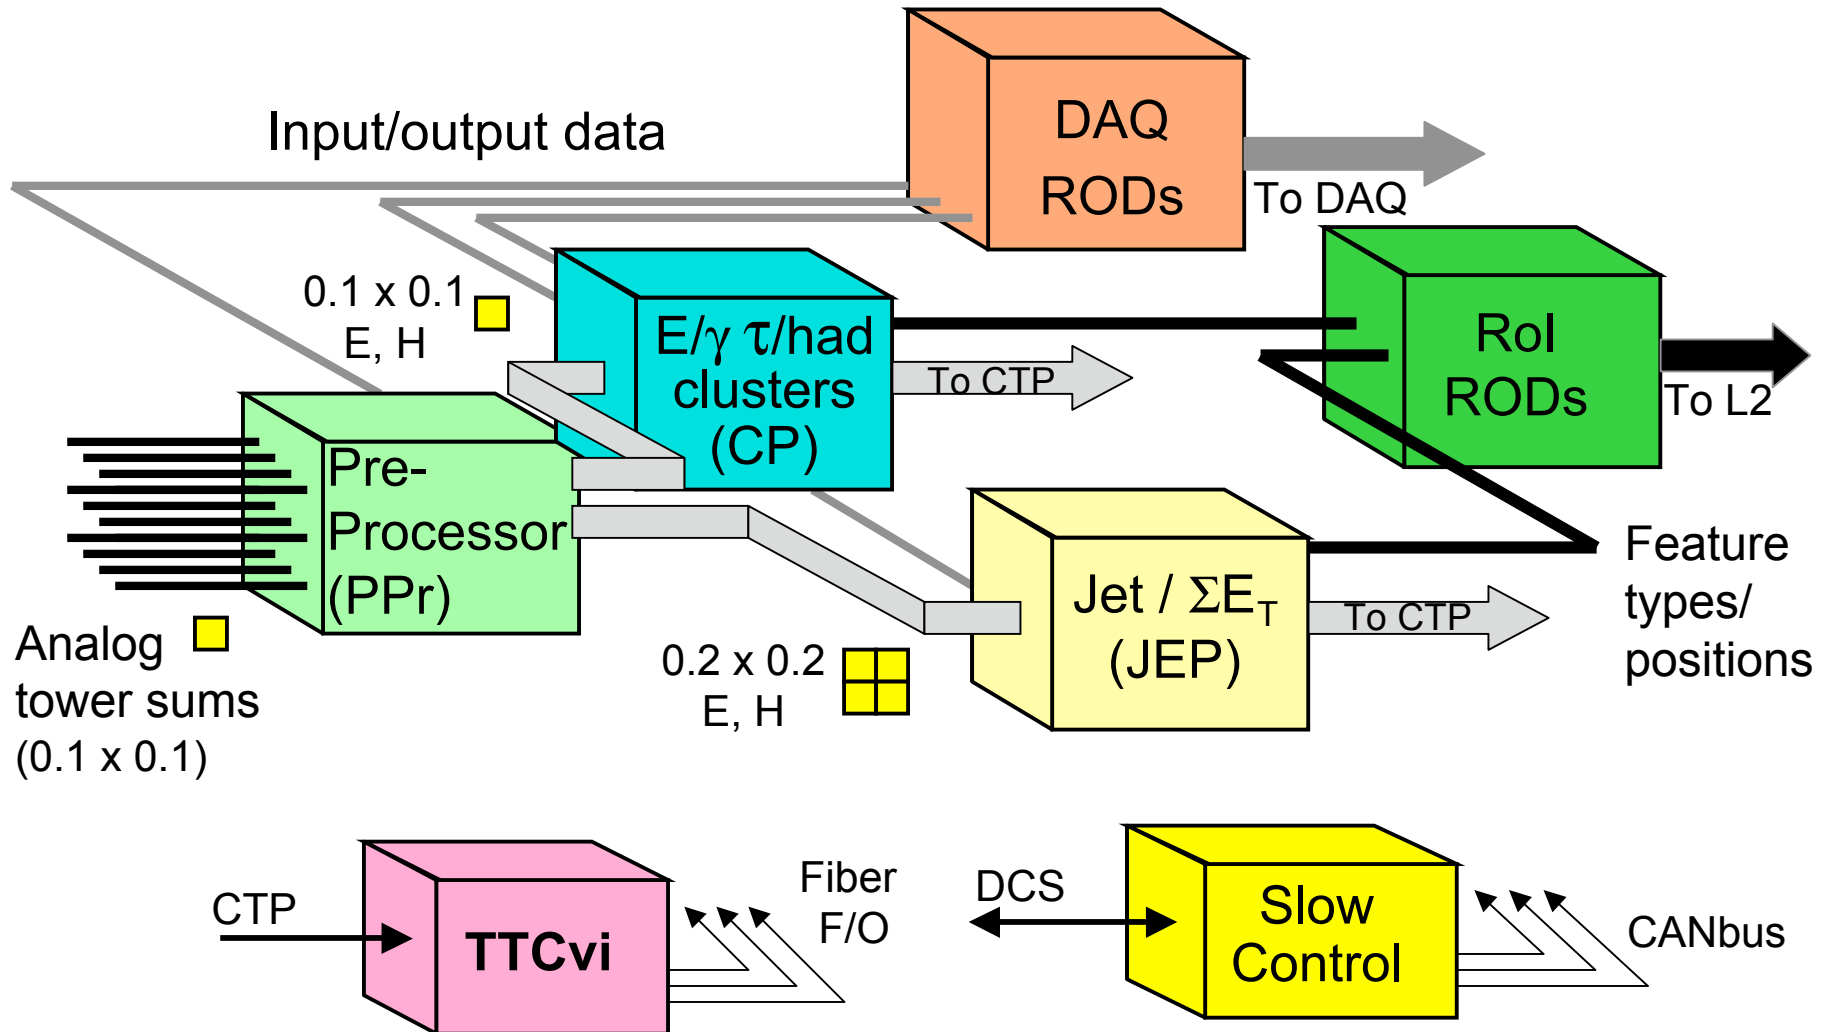 DAQ
RODs
Input/output data
To DAQ
0.1 x 0.1
E, H
E/γ τ/had
clusters
(CP)
To CTP
RoI
RODs
To L2
Pre-
Processor
(PPr)
Analog
tower sums
(0.1 x 0.1)
0.2 x 0.2
E, H
Jet / ΣET
(JEP)
To CTP
Feature
types/
positions
CTP
TTCvi
Fiber
F/O
DCS
Slow
Control
CANbus